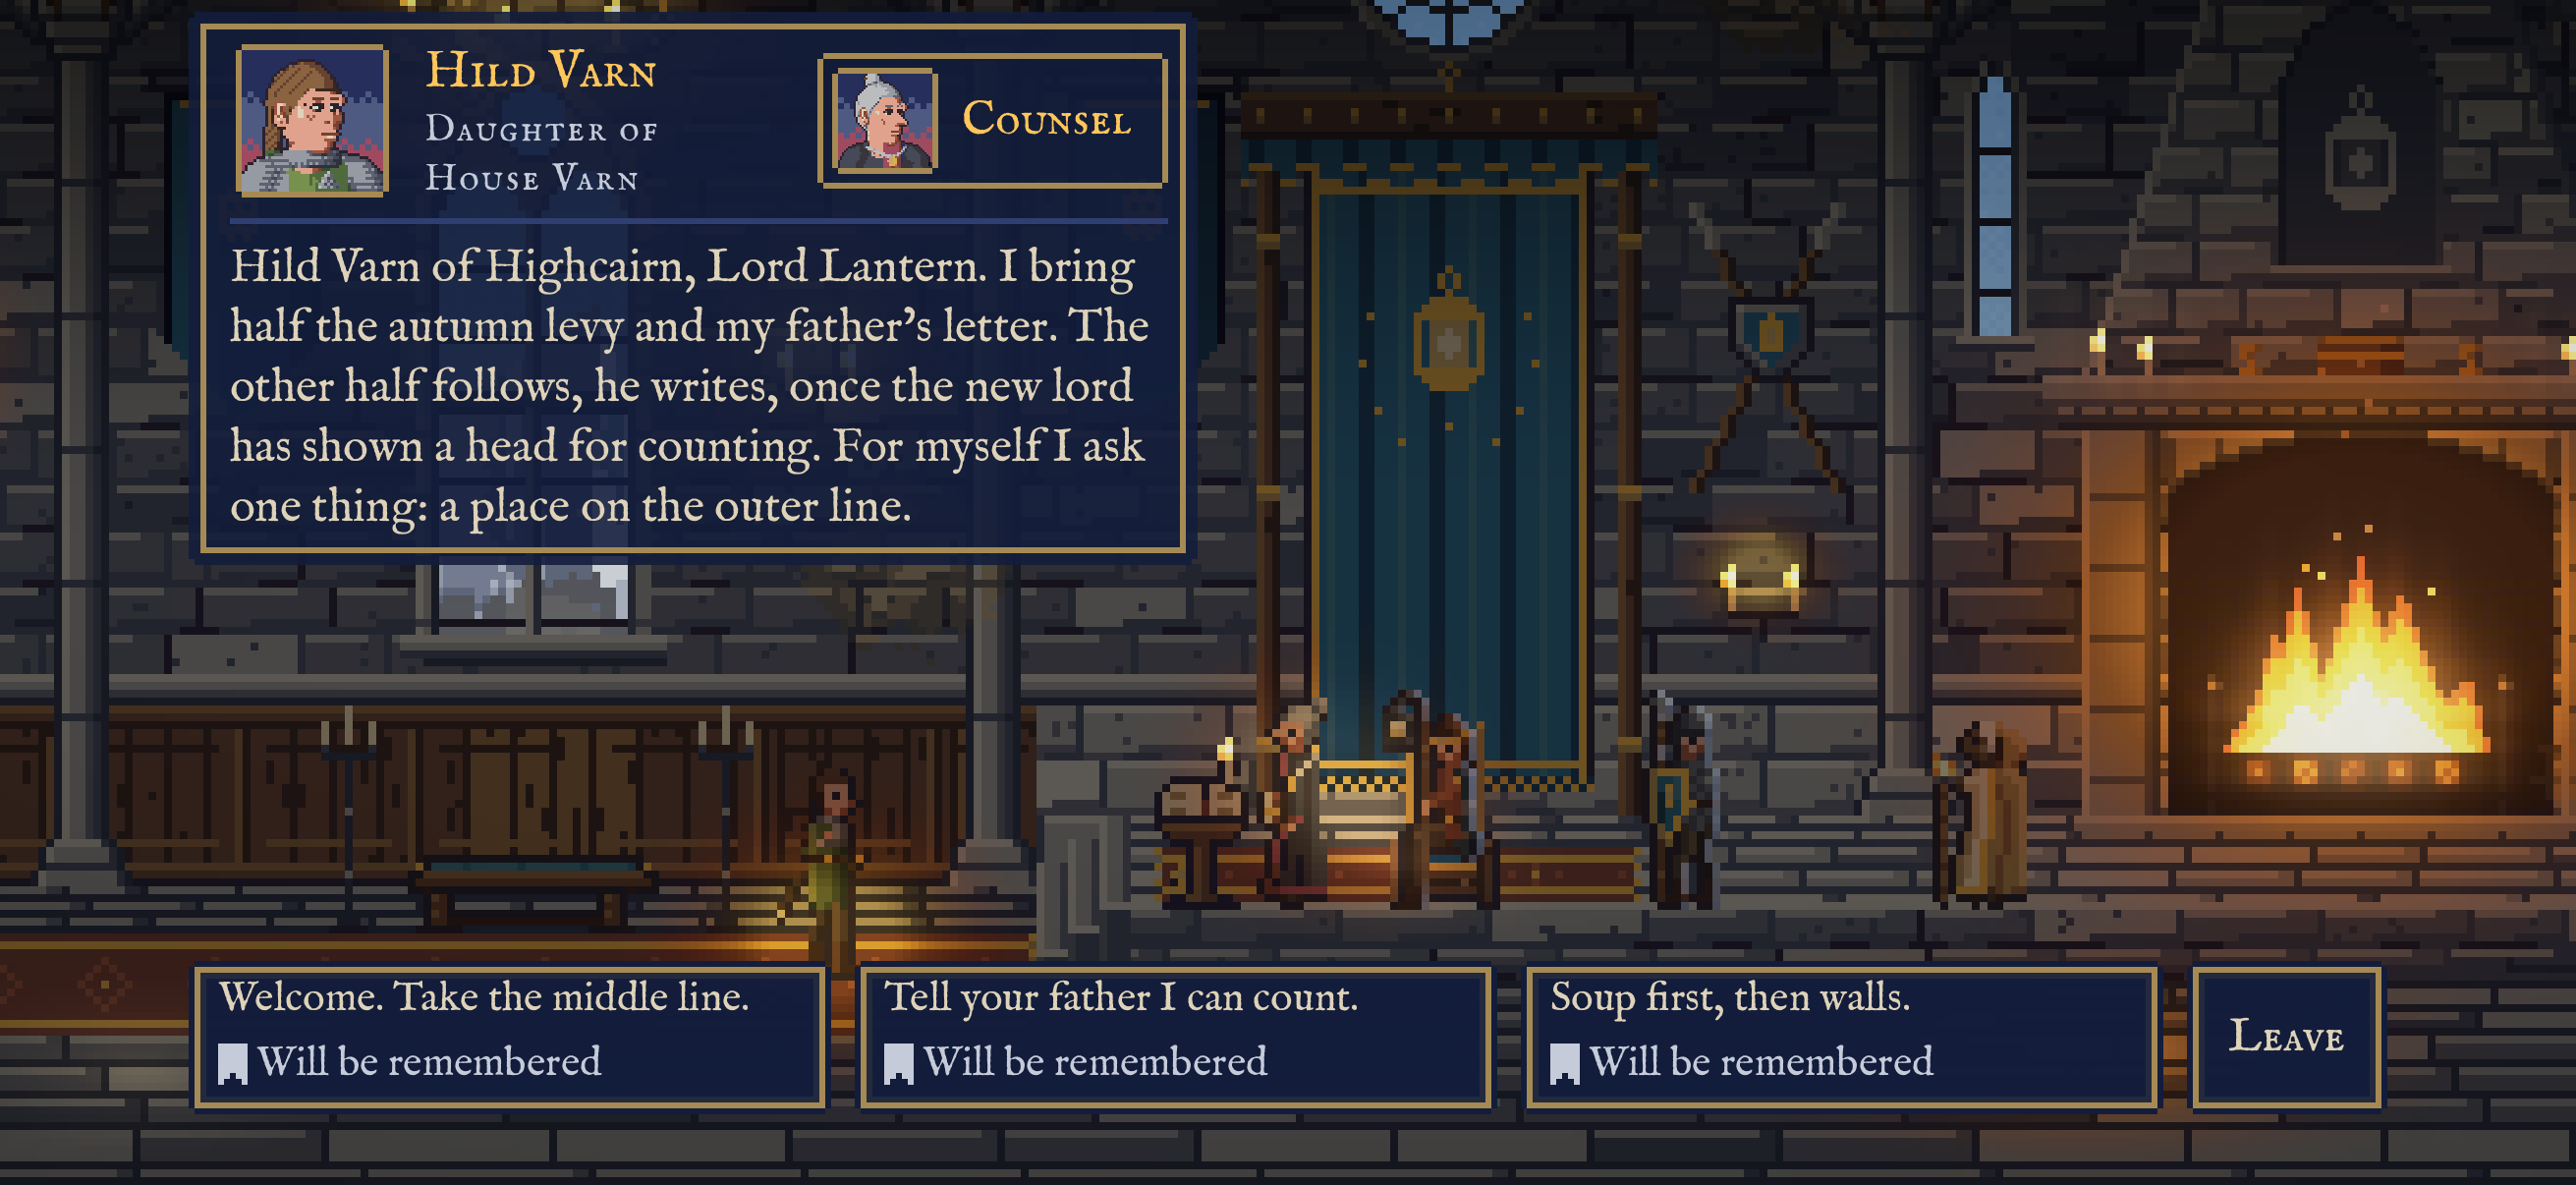 Hild Varn
Daughter of
House Varn
Counsel
Hild Varn of Highcairn, Lord Lantern. I bring
half the autumn levy and my father’s letter. The
other half follows, he writes, once the new lord
has shown a head for counting. For myself I ask
one thing: a place on the outer line.
Welcome. Take the middle line.
Will be remembered
Tell your father I can count.
Will be remembered
Soup first, then walls.
Will be remembered
Leave